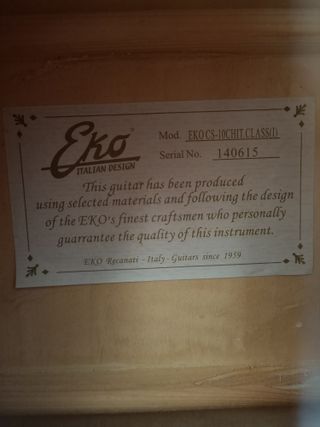 Eko®
ITALIAN DESIGN
Mod. EKO CS-10CHIT.CLASS(I)
Serial No. 140615
This guitar has been produced
using selected materials and following the design
of the EKO's finest craftsmen who personally
guarrantee the quality of this instrument.
EKO Recanati - Italy - Guitars since 1959